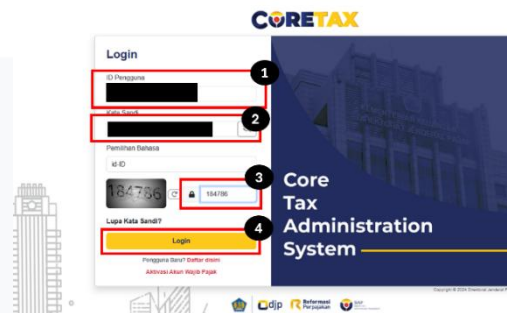 CORETAX
Login
1
ID Pengguna
Kata Sandi
2
Pemilihan Bahasa
id-ID
184786
3
184786
Lupa Kata Sandi?
4
Login
Pengguna Baru? Daftar disini
Aktivasi Akun Wajib Pajak
Core
Tax
Administration
System
djp
Reformasi
Perpajakan